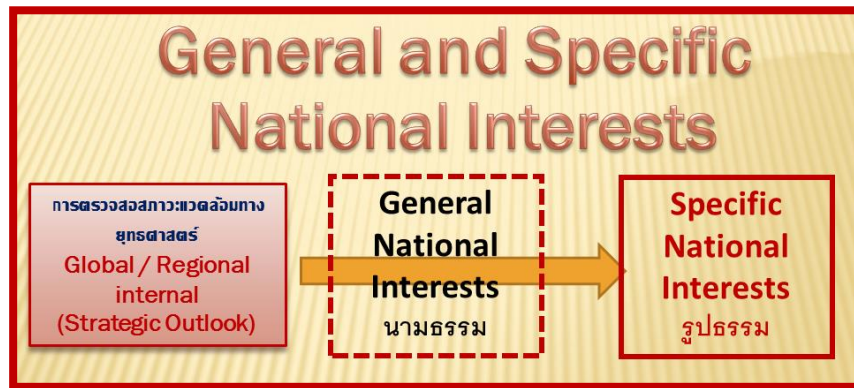 General and Specific
National Interests
การตรวจสอสภาวะแวดล้อมทาง
ยุทธศาสตร์
Global / Regional
internal
(Strategic Outlook)
General
National
Interests
นามธรรม
Specific
National
Interests
รูปธรรม